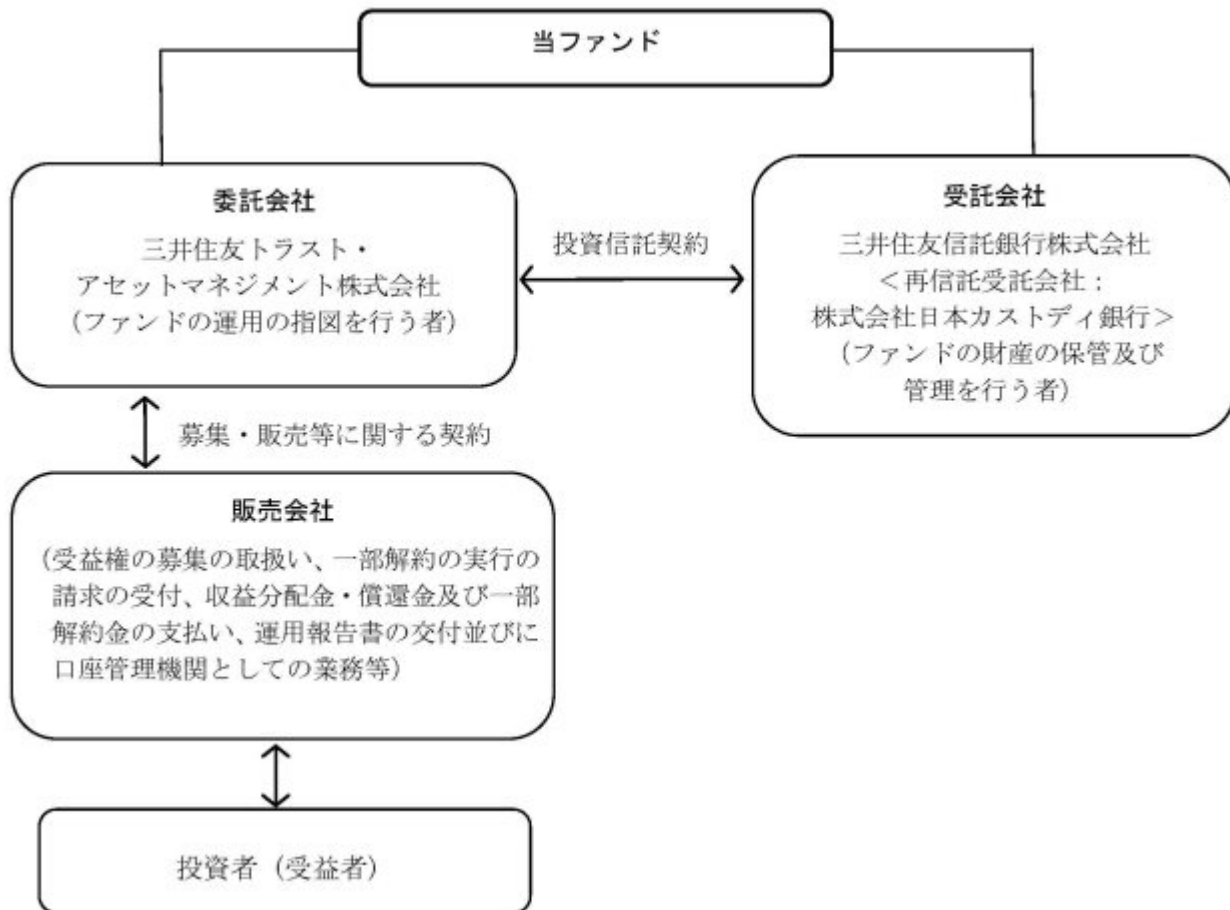 当ファンド
委託会社
三井住友トラスト・
アセットマネジメント株式会社
（ファンドの運用の指図を行う者）
投資信託契約
受託会社
三井住友信託銀行株式会社
＜再信託受託会社：
株式会社日本カストディ銀行＞
（ファンドの財産の保管及び
管理を行う者）
募集・販売等に関する契約
販売会社
（受益権の募集の取扱い、一部解約の実行の
請求の受付、収益分配金・償還金及び一部
解約金の支払い、運用報告書の交付並びに
口座管理機関としての業務等）
投資者（受益者）